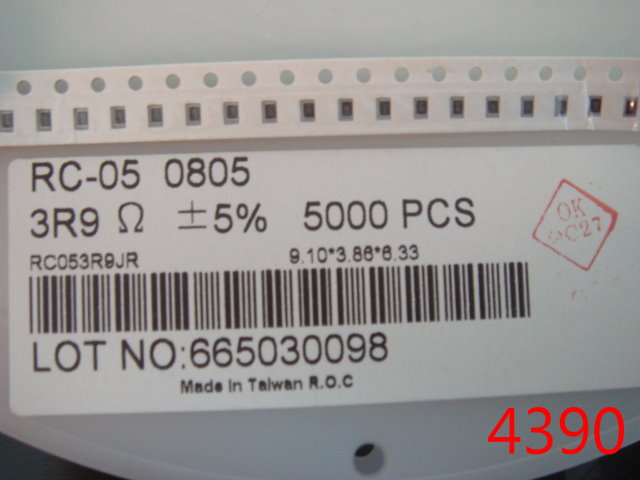 RC-05 0805
3R9 Ω ±5% 5000 PCS
OK
C27
RC053R9JR 9.10*3.86*6.33
LOT NO:665030098
Made In Taiwan R.O.C
4390